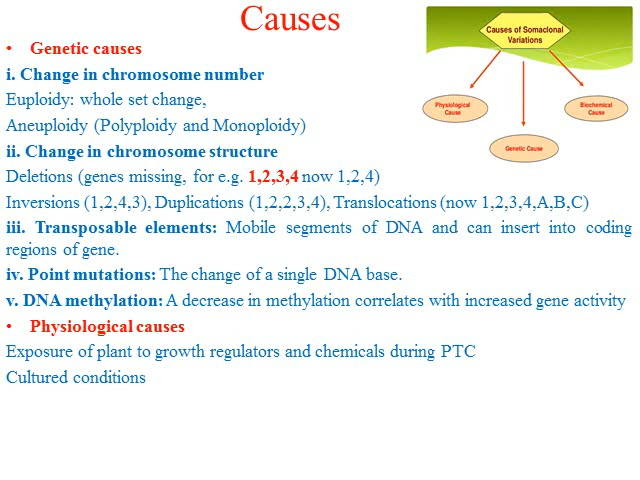 Causes
• Genetic causes
i. Change in chromosome number
Euploidy: whole set change,
Aneuploidy (Polyploidy and Monoploidy)
ii. Change in chromosome structure
Deletions (genes missing, for e.g. 1,2,3,4 now 1,2,4)
Inversions (1,2,4,3), Duplications (1,2,2,3,4), Translocations (now 1,2,3,4,A,B,C)
iii. Transposable elements: Mobile segments of DNA and can insert into coding
regions of gene.
iv. Point mutations: The change of a single DNA base.
v. DNA methylation: A decrease in methylation correlates with increased gene activity
• Physiological causes
Exposure of plant to growth regulators and chemicals during PTC
Cultured conditions
Causes of Somaclonal
Variations
Physiological
Cause
Genetic Cause
Biochemical
Cause